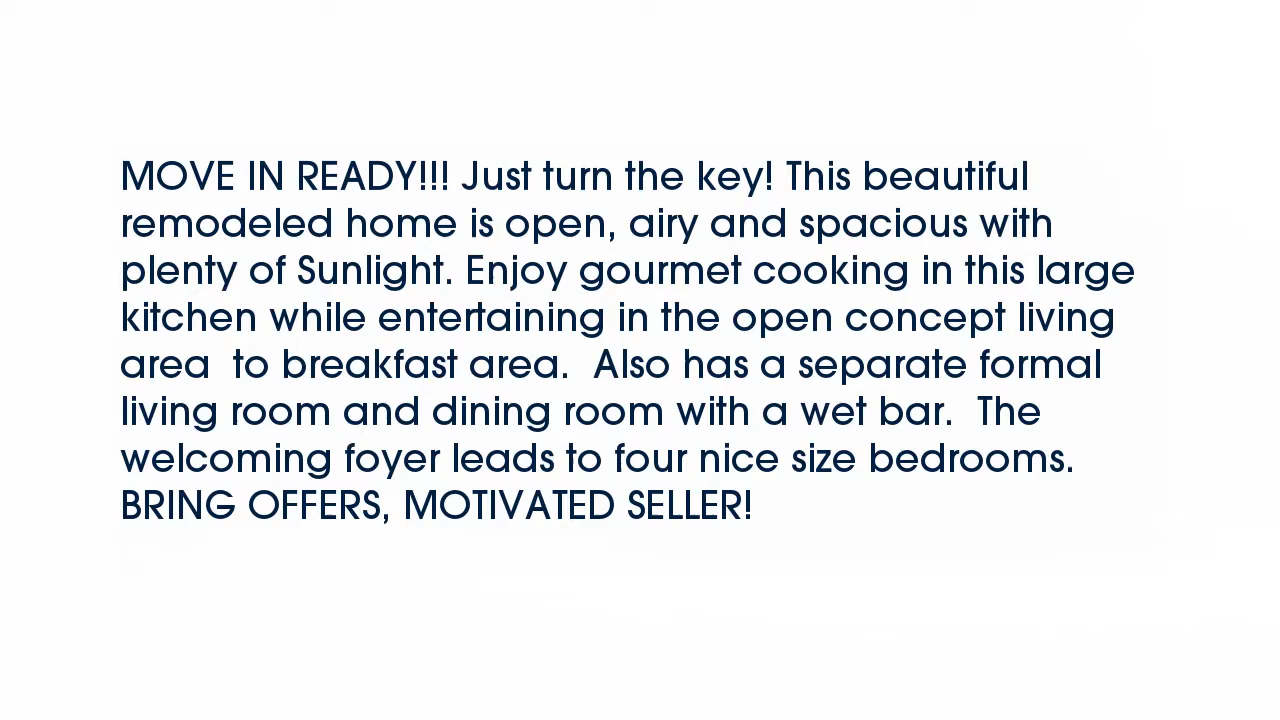 MOVE IN READY!!! Just turn the key! This beautiful
remodeled home is open, airy and spacious with
plenty of Sunlight. Enjoy gourmet cooking in this large
kitchen while entertaining in the open concept living
area  to breakfast area.  Also has a separate formal
living room and dining room with a wet bar.  The
welcoming foyer leads to four nice size bedrooms.
BRING OFFERS, MOTIVATED SELLER!